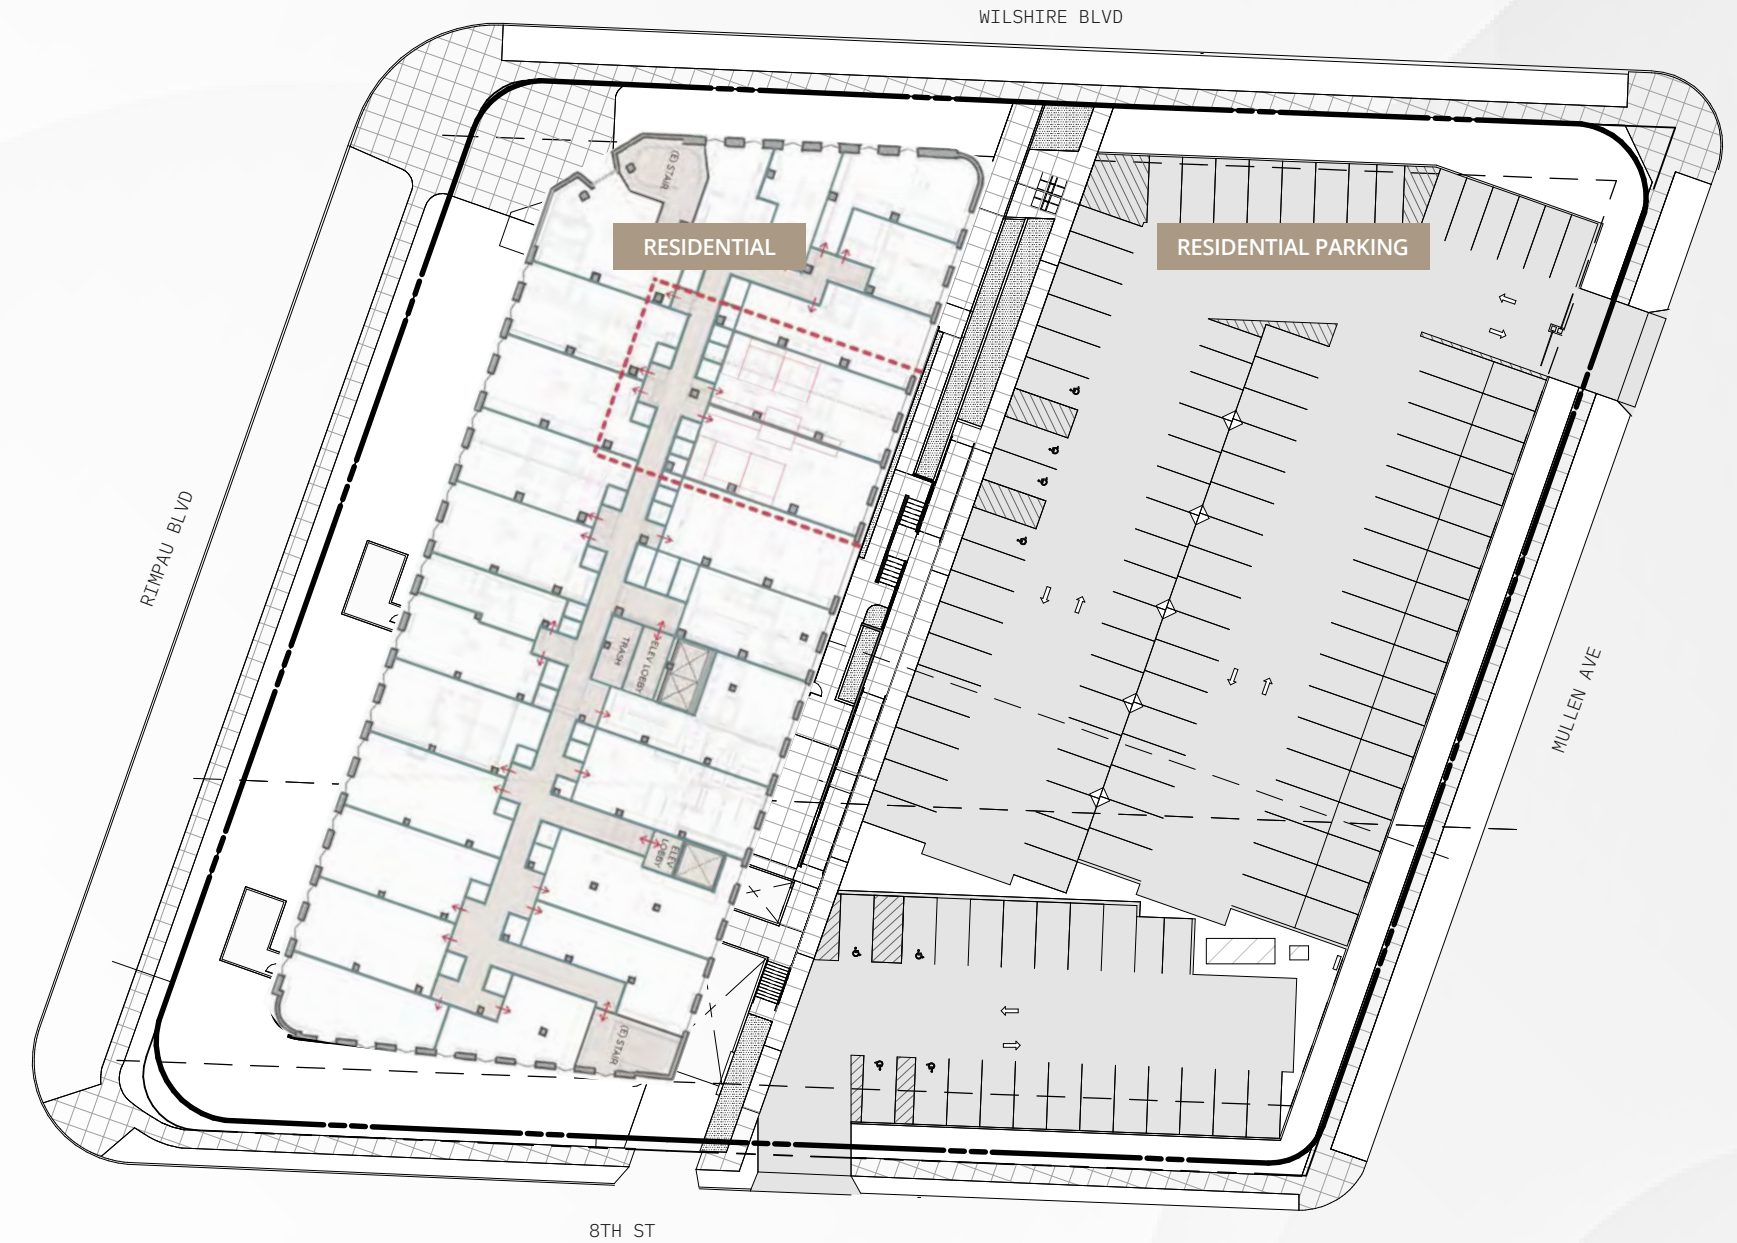 WILSHIRE BLVD
(E) STAIR
RESIDENTIAL
RESIDENTIAL PARKING
RIMPAU BLVD
TRASH
ELEV LOBBY
MULLEN AVE
ELEV
LOBBY
(E) STAIR
8TH ST